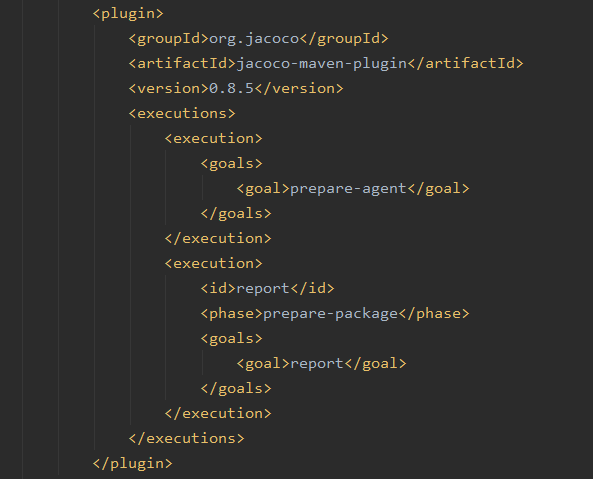 <plugin>
<groupId>org.jacoco</groupId>
<artifactId>jacoco-maven-plugin</artifactId>
<version>0.8.5</version>
<executions>
<execution>
<goals>
<goal>prepare-agent</goal>
</goals>
</execution>
<execution>
<id>report</id>
<phase>prepare-package</phase>
<goals>
<goal>report</goal>
</goals>
</execution>
</executions>
</plugin>